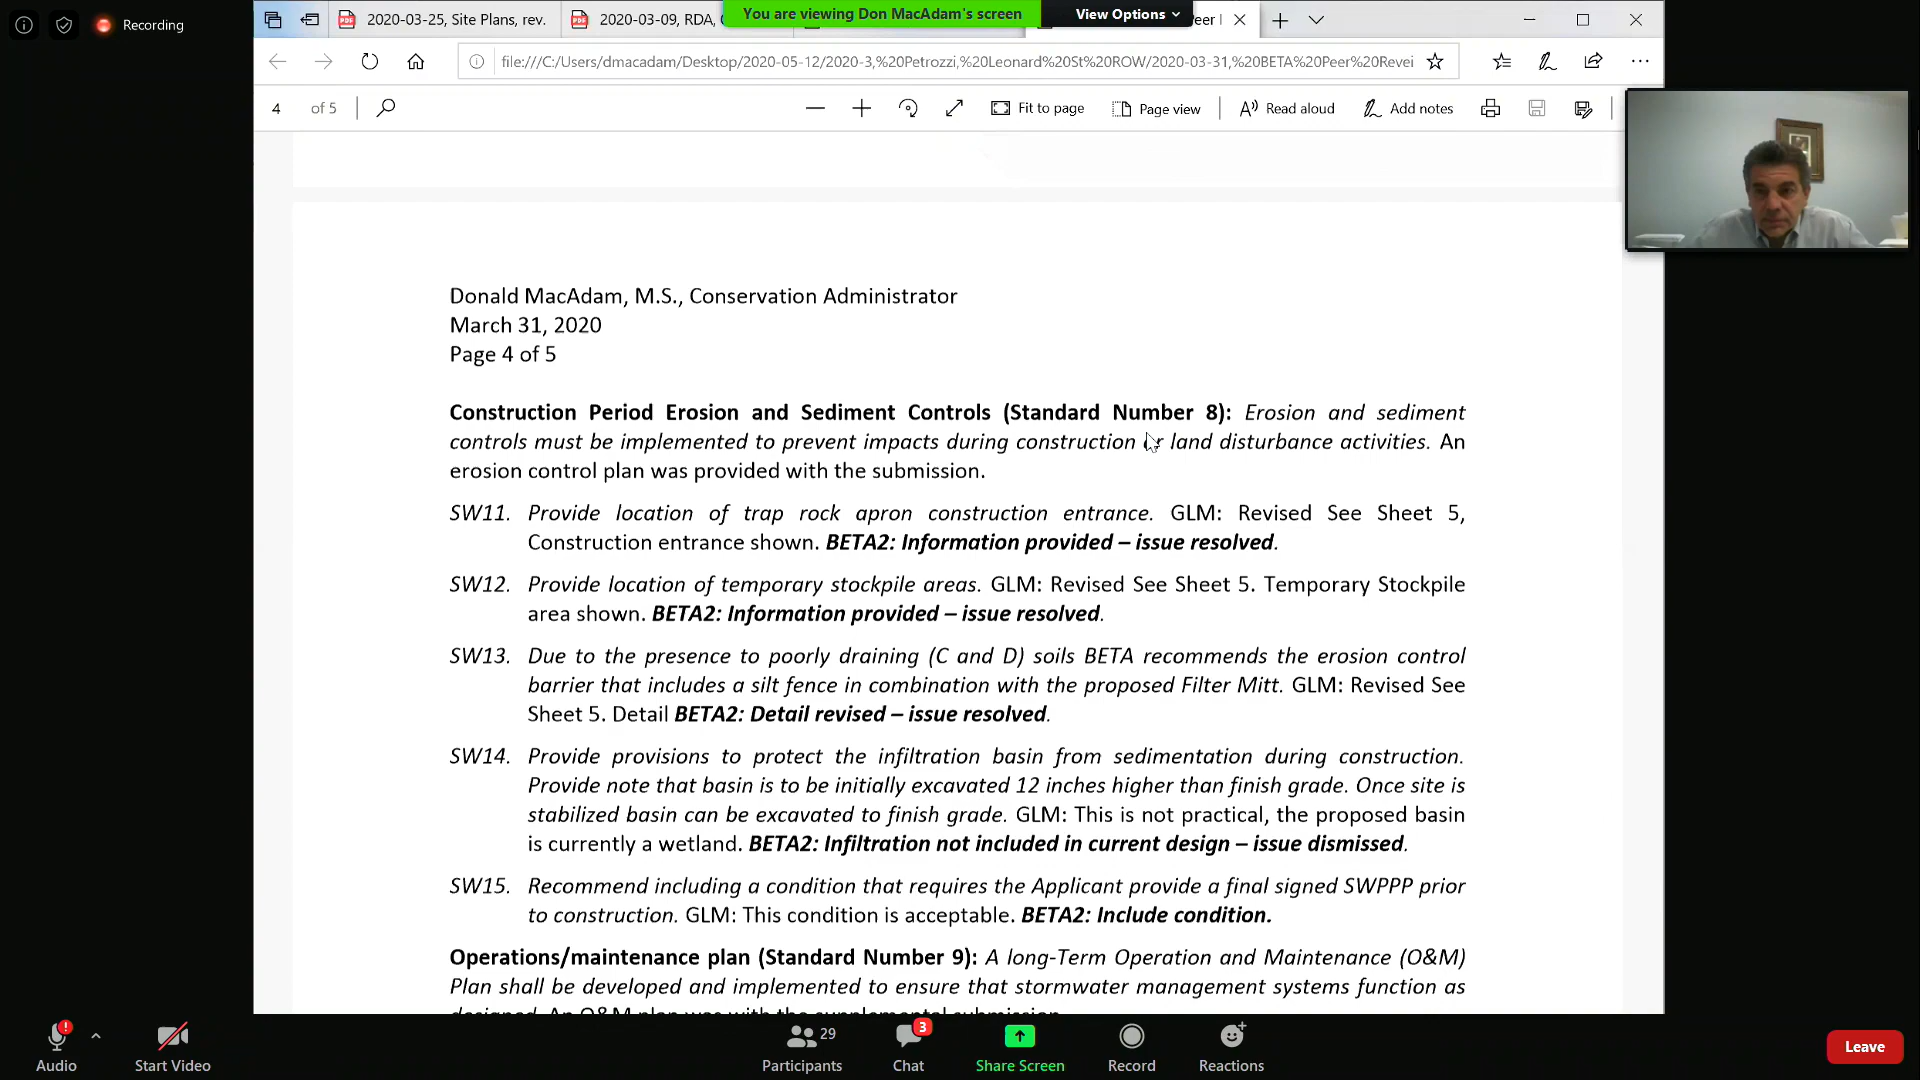 Recording
2020-03-25, Site Plans, rev.
2020-03-09, RDA,
You are viewing Don MacAdam's screen
View Options
eer
file:///C:/Users/dmacadam/Desktop/2020-05-12/2020-3,%20Petrozzi,%20Leonard%20St%20ROW/2020-03-31,%20BETA%20Peer%20Revei
4 of 5
Fit to page
Page view
Read aloud
Add notes
Donald MacAdam, M.S., Conservation Administrator
March 31, 2020
Page 4 of 5
Construction Period Erosion and Sediment Controls (Standard Number 8): Erosion and sediment
controls must be implemented to prevent impacts during construction or land disturbance activities. An
erosion control plan was provided with the submission.
SW11. Provide location of trap rock apron construction entrance. GLM: Revised See Sheet 5,
Construction entrance shown. BETA2: Information provided – issue resolved.
SW12. Provide location of temporary stockpile areas. GLM: Revised See Sheet 5. Temporary Stockpile
area shown. BETA2: Information provided – issue resolved.
SW13. Due to the presence to poorly draining (C and D) soils BETA recommends the erosion control
barrier that includes a silt fence in combination with the proposed Filter Mitt. GLM: Revised See
Sheet 5. Detail BETA2: Detail revised – issue resolved.
SW14. Provide provisions to protect the infiltration basin from sedimentation during construction.
Provide note that basin is to be initially excavated 12 inches higher than finish grade. Once site is
stabilized basin can be excavated to finish grade. GLM: This is not practical, the proposed basin
is currently a wetland. BETA2: Infiltration not included in current design – issue dismissed.
SW15. Recommend including a condition that requires the Applicant provide a final signed SWPPP prior
to construction. GLM: This condition is acceptable. BETA2: Include condition.
Operations/maintenance plan (Standard Number 9): A long-Term Operation and Maintenance (O&M)
Plan shall be developed and implemented to ensure that stormwater management systems function as
designed. An O&M plan was with the supplemental submission.
Audio
Start Video
29
Participants
3
Chat
Share Screen
Record
Reactions
Leave